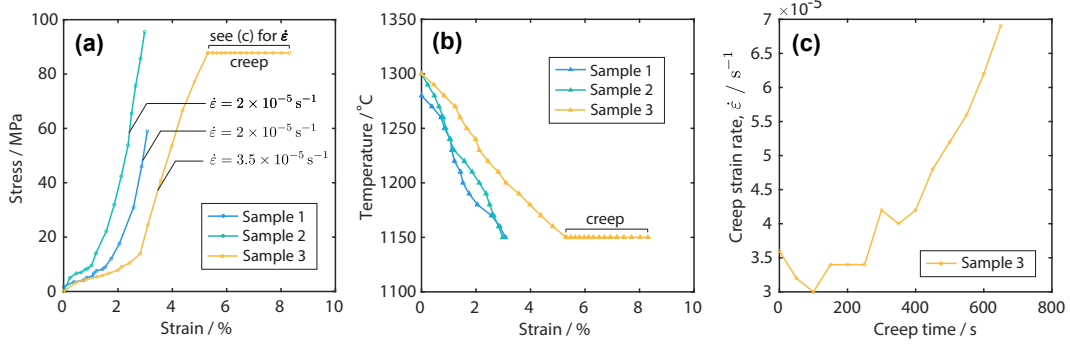 (a)
see (c) for ε̇
creep
ε̇ = 2 × 10⁻⁵ s⁻¹
ε̇ = 2 × 10⁻⁵ s⁻¹
ε̇ = 3.5 × 10⁻⁵ s⁻¹
Sample 1
Sample 2
Sample 3
100
80
60
40
20
0
Stress / MPa
0 2 4 6 8 10
Strain / %
(b)
Sample 1
Sample 2
Sample 3
creep
1400
1350
1300
1250
1200
1150
1100
Temperature / °C
0 2 4 6 8 10
Strain / %
(c)
×10⁻⁵
7
6.5
6
5.5
5
4.5
4
3.5
3
Creep strain rate, ε̇ / s⁻¹
Sample 3
0 200 400 600 800
Creep time / s